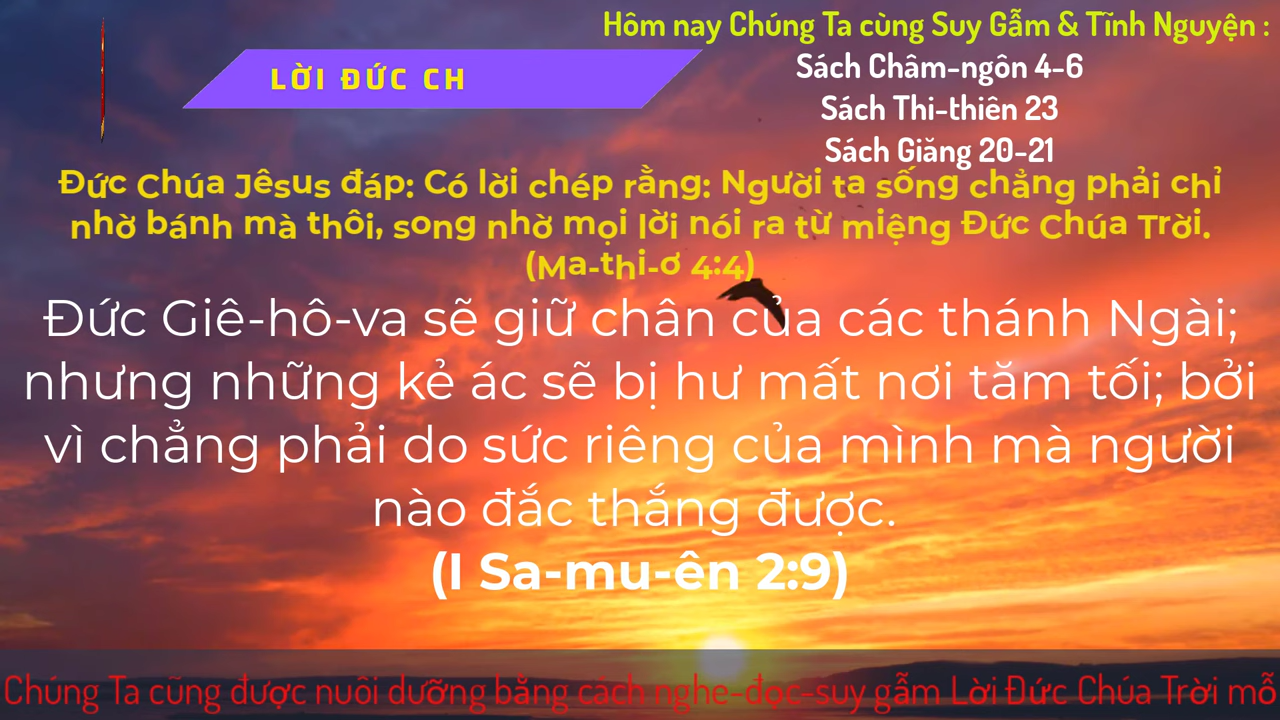 Hôm nay Chúng Ta cùng Suy Gẫm & Tĩnh Nguyện :
Sách Châm-ngôn 4-6
Sách Thi-thiên 23
Sách Giăng 20-21
LỜI ĐỨC CH
Đức Chúa Jêsus đáp: Có lời chép rằng: Người ta sống chẳng phải chỉ
nhờ bánh mà thôi, song nhờ mọi lời nói ra từ miệng Đức Chúa Trời.
(Ma-thi-ơ 4:4)
Đức Giê-hô-va sẽ giữ chân của các thánh Ngài;
nhưng những kẻ ác sẽ bị hư mất nơi tăm tối; bởi
vì chẳng phải do sức riêng của mình mà người
nào đắc thắng được.
(I Sa-mu-ên 2:9)
Chúng Ta cũng được nuôi dưỡng bằng cách nghe-đọc-suy gẫm Lời Đức Chúa Trời mỗ